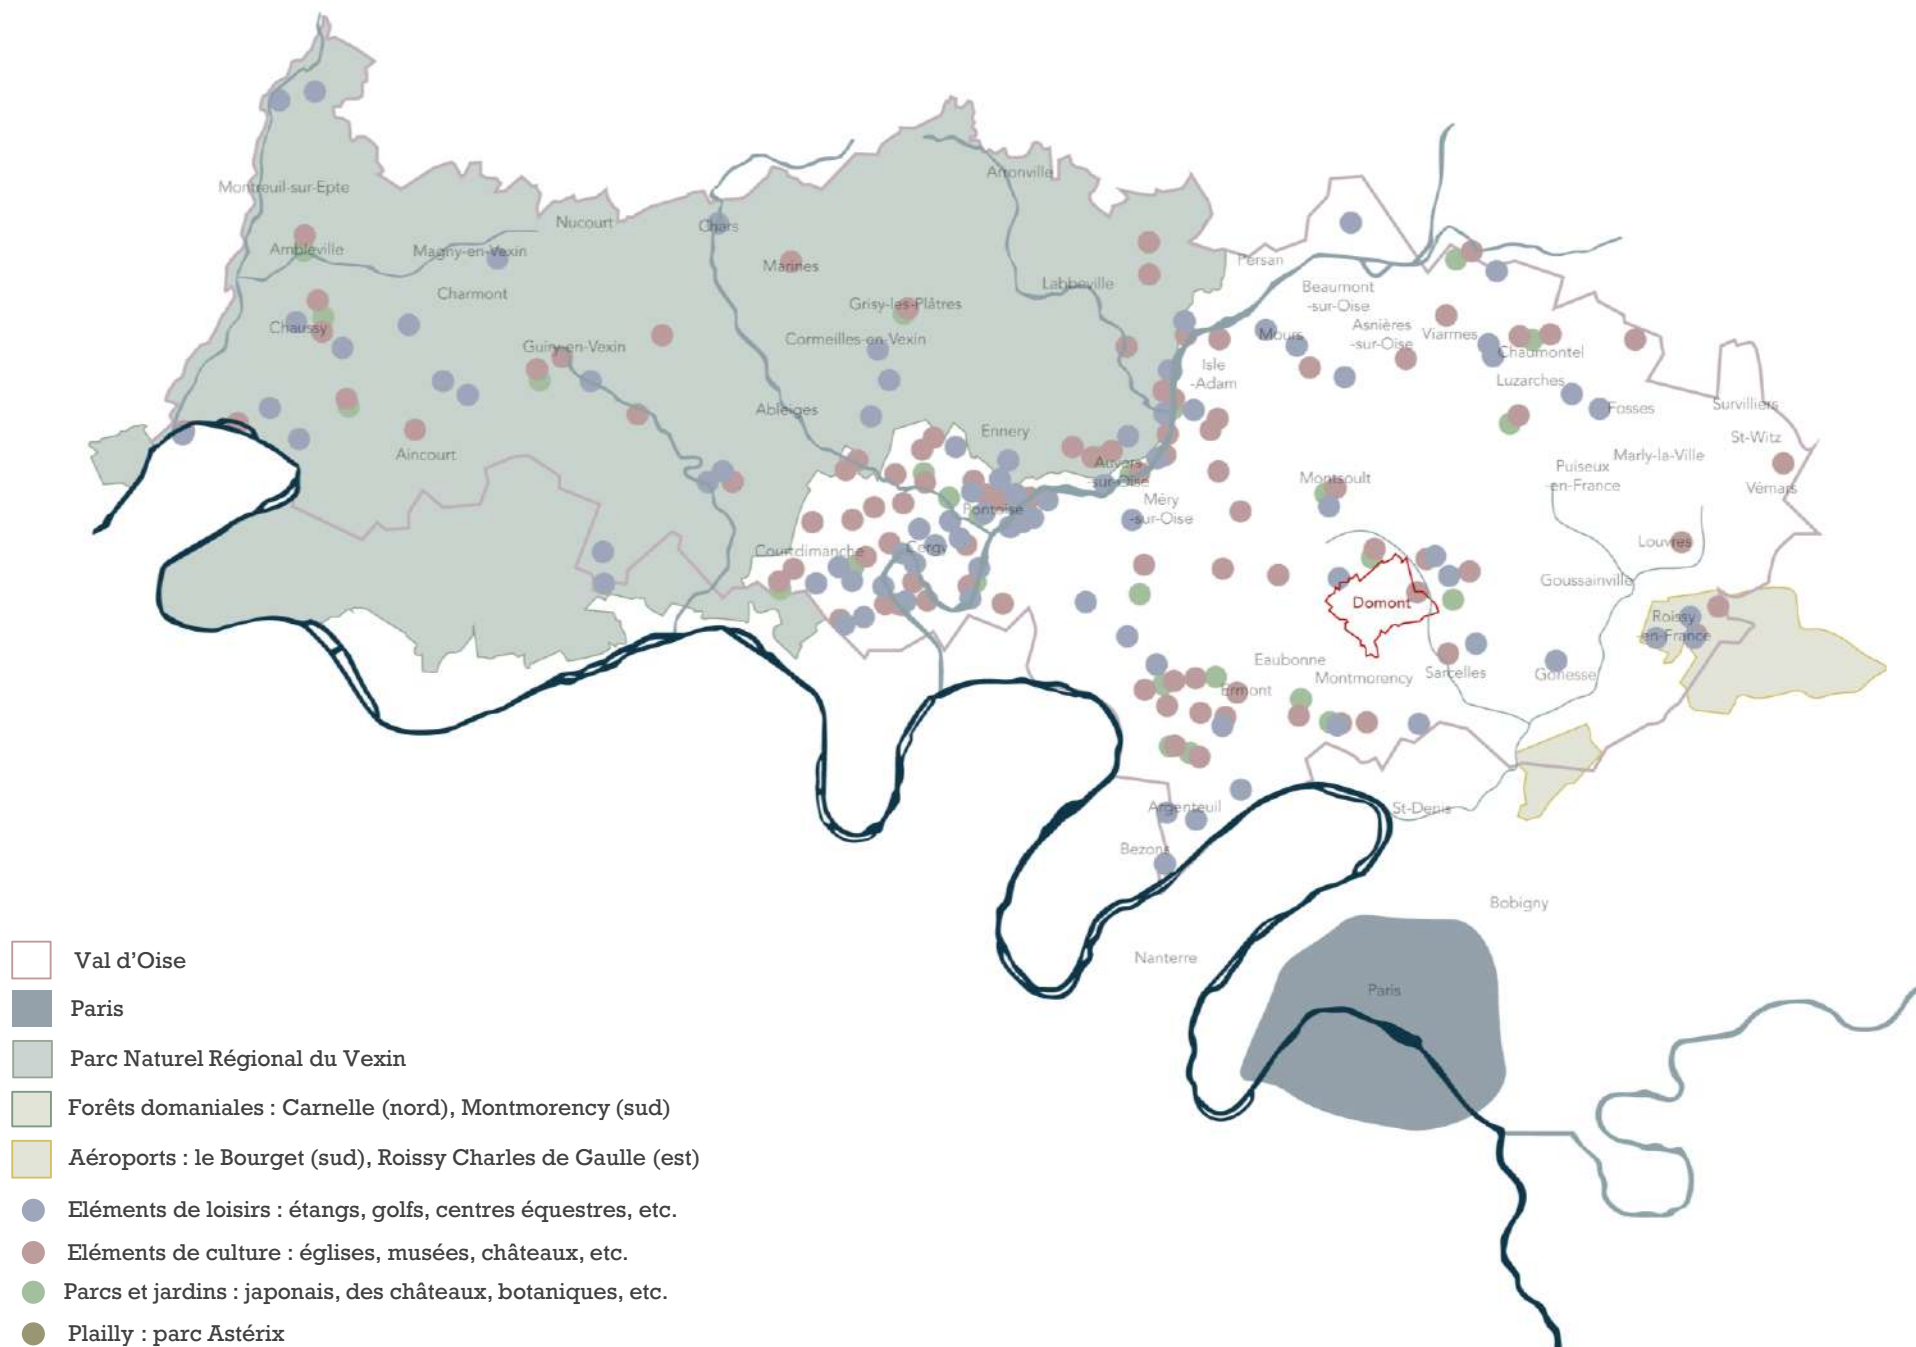 Arronville
Montreuil-sur-Epte
Nucourt
Chars
Ambleville
Magny-en-Vexin
Marines
Persan
Charmont
Labbeville
Beaumont
-sur-Oise
Grisy-les-Plâtres
Chaussy
Cormeilles-en-Vexin
Mours
Asnières
-sur-Oise
Viarmes
Guiry-en-Vexin
Chaumontel
Isle
-Adam
Luzarches
Ableiges
Fosses
Survilliers
Ennery
St-Witz
Aincourt
Marly-la-Ville
Auvers
-sur-Oise
Puiseux
-en-France
Montsoult
Vémars
Méry
-sur-Oise
Pontoise
Louvres
Courdimanche
Cergy
Goussainville
Domont
Roissy
-en-France
Eaubonne
Montmorency
Sarcelles
Gonesse
Ermont
Argenteuil
St-Denis
Bezons
Bobigny
Nanterre
Paris
Val d'Oise
Paris
Parc Naturel Régional du Vexin
Forêts domaniales : Carnelle (nord), Montmorency (sud)
Aéroports : le Bourget (sud), Roissy Charles de Gaulle (est)
Eléments de loisirs : étangs, golfs, centres équestres, etc.
Eléments de culture : églises, musées, châteaux, etc.
Parcs et jardins : japonais, des châteaux, botaniques, etc.
Plailly : parc Astérix